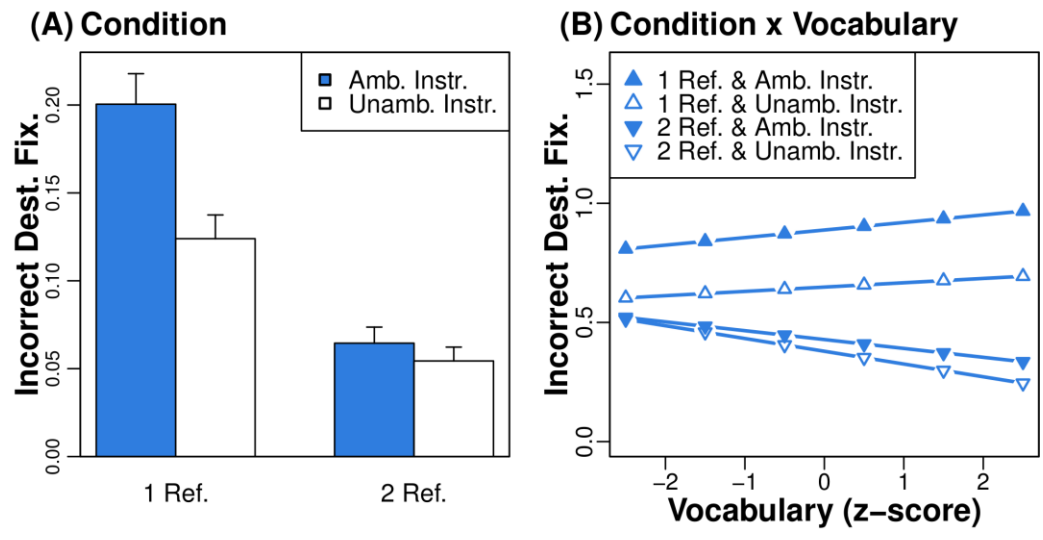 (A) Condition
Amb. Instr.
Unamb. Instr.
Incorrect Dest. Fix.
0.20
0.15
0.10
0.05
0.00
1 Ref.
2 Ref.
(B) Condition x Vocabulary
1 Ref. & Amb. Instr.
1 Ref. & Unamb. Instr.
2 Ref. & Amb. Instr.
2 Ref. & Unamb. Instr.
Incorrect Dest. Fix.
1.5
1.0
0.5
0.0
−2 −1 0 1 2
Vocabulary (z−score)